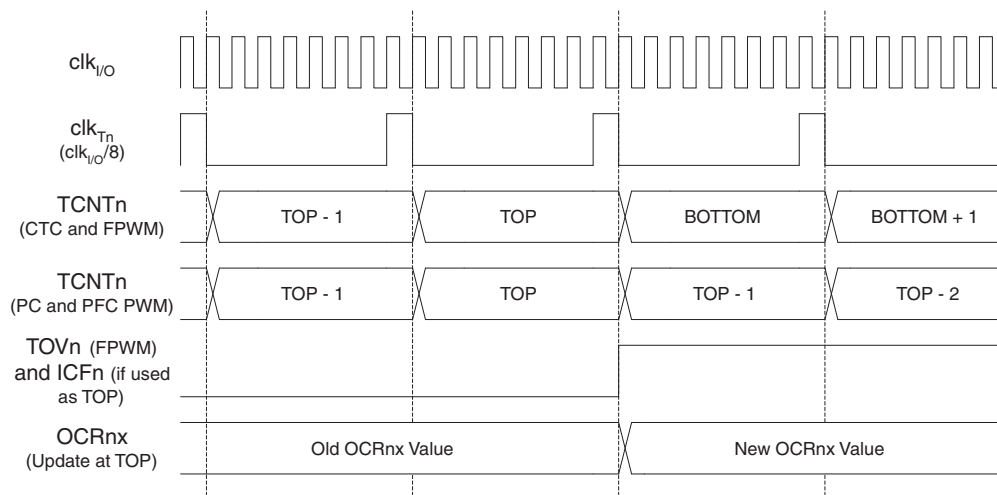 clkI/O
clkTn
(clkI/O/8)
TCNTn
(CTC and FPWM)
TOP - 1
TOP
BOTTOM
BOTTOM + 1
TCNTn
(PC and PFC PWM)
TOP - 1
TOP
TOP - 1
TOP - 2
TOVn (FPWM)
and ICFn (if used
as TOP)
OCRnx
(Update at TOP)
Old OCRnx Value
New OCRnx Value